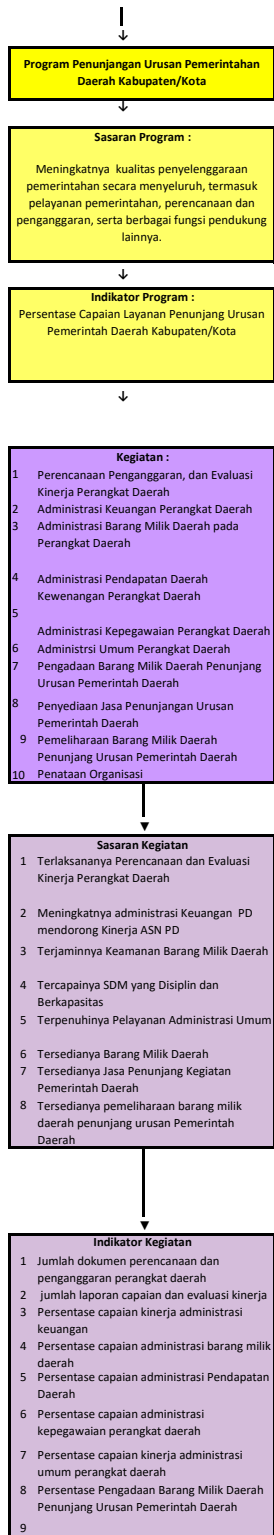 Program Penunjangan Urusan Pemerintahan
Daerah Kabupaten/Kota
Sasaran Program :
Meningkatnya kualitas penyelenggaraan
pemerintahan secara menyeluruh, termasuk
pelayanan pemerintahan, perencanaan dan
penganggaran, serta berbagai fungsi pendukung
lainnya.
Indikator Program :
Persentase Capaian Layanan Penunjang Urusan
Pemerintah Daerah Kabupaten/Kota
Kegiatan :
1 Perencanaan Penganggaran, dan Evaluasi
Kinerja Perangkat Daerah
2 Administrasi Keuangan Perangkat Daerah
3 Administrasi Barang Milik Daerah pada
Perangkat Daerah
4 Administrasi Pendapatan Daerah
Kewenangan Perangkat Daerah
5
Administrasi Kepegawaian Perangkat Daerah
6 Administrsi Umum Perangkat Daerah
7 Pengadaan Barang Milik Daerah Penunjang
Urusan Pemerintah Daerah
8 Penyediaan Jasa Penunjangan Urusan
Pemerintah Daerah
9 Pemeliharaan Barang Milik Daerah
Penunjang Urusan Pemerintah Daerah
10 Penataan Organisasi
Sasaran Kegiatan
1 Terlaksananya Perencanaan dan Evaluasi
Kinerja Perangkat Daerah
2 Meningkatnya administrasi Keuangan PD
mendorong Kinerja ASN PD
3 Terjaminnya Keamanan Barang Milik Daerah
4 Tercapainya SDM yang Disiplin dan
Berkapasitas
5 Terpenuhinya Pelayanan Administrasi Umum
6 Tersedianya Barang Milik Daerah
7 Tersedianya Jasa Penunjang Kegiatan
Pemerintah Daerah
8 Tersedianya pemeliharaan barang milik
daerah penunjang urusan Pemerintah
Daerah
Indikator Kegiatan
1 Jumlah dokumen perencanaan dan
penganggaran perangkat daerah
2 jumlah laporan capaian dan evaluasi kinerja
3 Persentase capaian kinerja administrasi
keuangan
4 Persentase capaian administrasi barang milik
daerah
5 Persentase capaian administrasi Pendapatan
Daerah
6 Persentase capaian administrasi
kepegawaian perangkat daerah
7 Persentase capaian kinerja administrasi
umum perangkat daerah
8 Persentase Pengadaan Barang Milik Daerah
Penunjang Urusan Pemerintah Daerah
9